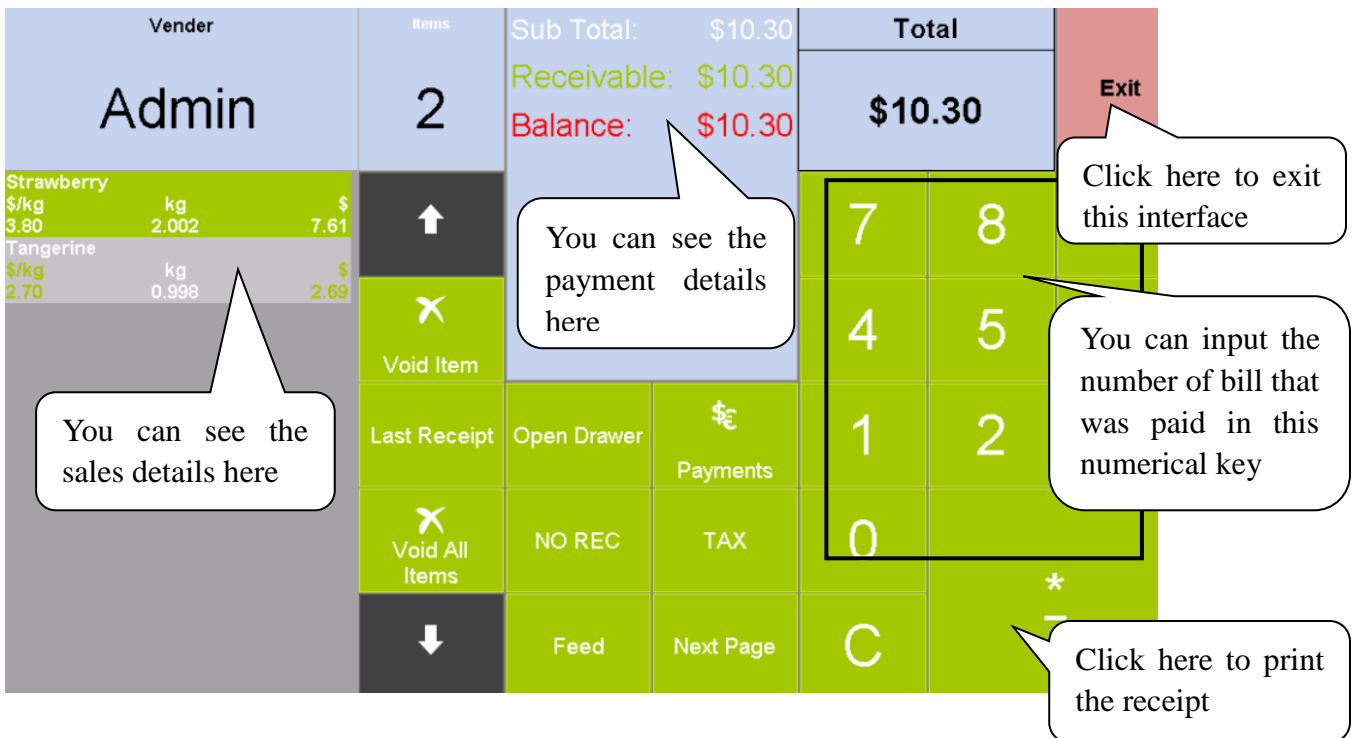 Vender
Admin
Items
2
Sub Total: $10.30
Receivable: $10.30
Balance: $10.30
Total
$10.30
Exit
Click here to exit
this interface
Strawberry
$/kg kg $
3.80 2.002 7.61
Tangerine
$/kg kg $
2.70 0.998 2.69
You can see the
sales details here
You can see the
payment details
here
Void Item
Last Receipt
Open Drawer
$€
Payments
Void All
Items
NO REC
TAX
Feed
Next Page
7 8
4 5
1 2
0
C
*
You can input the
number of bill that
was paid in this
numerical key
Click here to print
the receipt